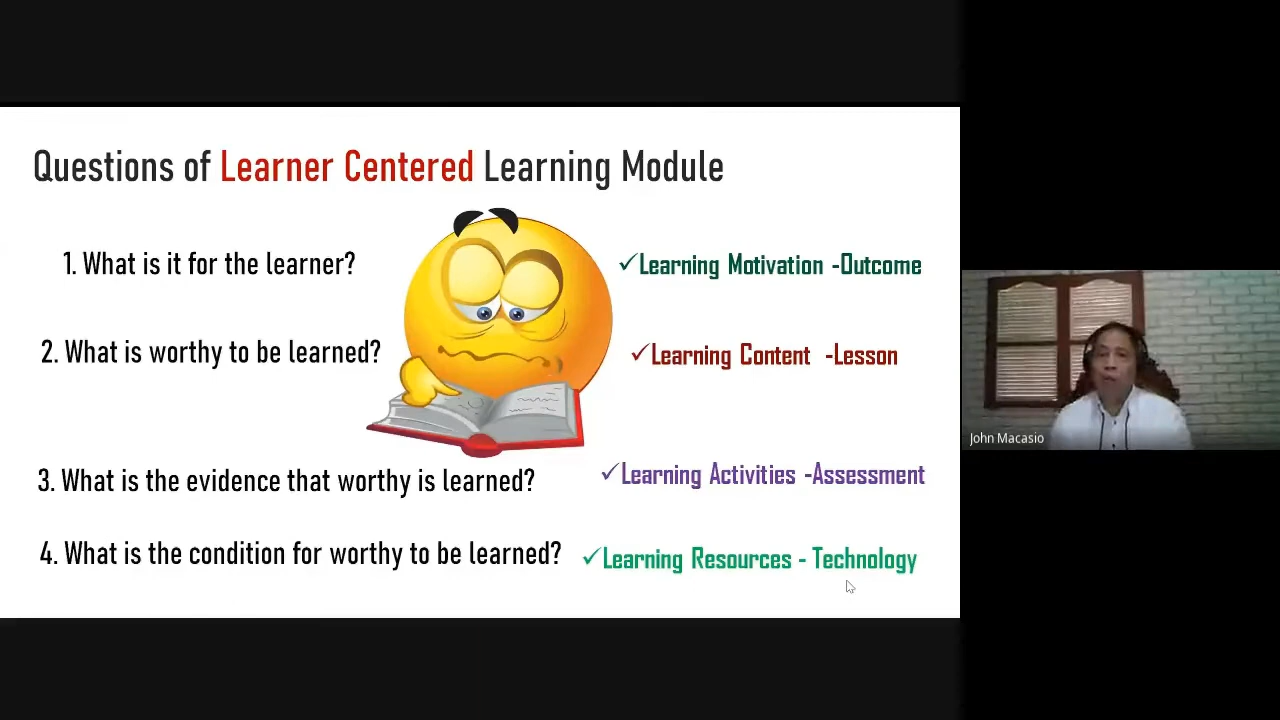 Questions of Learner Centered Learning Module
1. What is it for the learner?
✓Learning Motivation -Outcome
2. What is worthy to be learned?
✓Learning Content -Lesson
3. What is the evidence that worthy is learned?
✓Learning Activities -Assessment
4. What is the condition for worthy to be learned?
✓Learning Resources - Technology
John Macasio